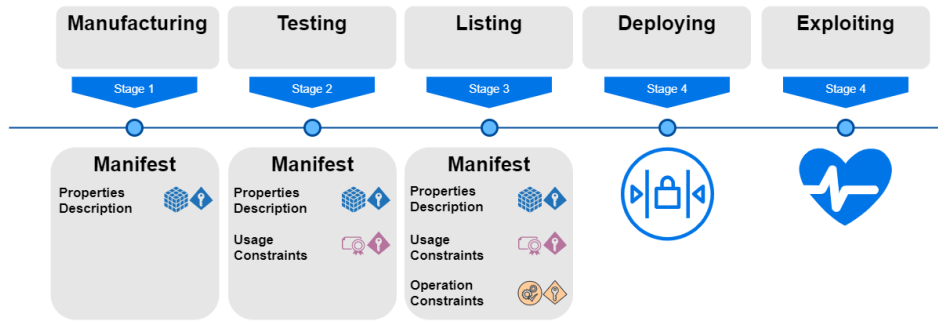 Manufacturing
Testing
Listing
Deploying
Exploiting
Stage 1
Stage 2
Stage 3
Stage 4
Stage 4
Manifest
Properties
Description
Manifest
Properties
Description
Usage
Constraints
Manifest
Properties
Description
Usage
Constraints
Operation
Constraints